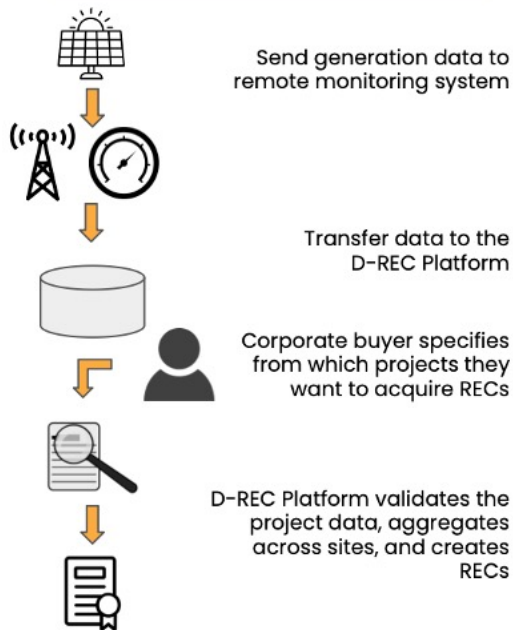 Send generation data to
remote monitoring system
Transfer data to the
D-REC Platform
Corporate buyer specifies
from which projects they
want to acquire RECs
D-REC Platform validates the
project data, aggregates
across sites, and creates
RECs